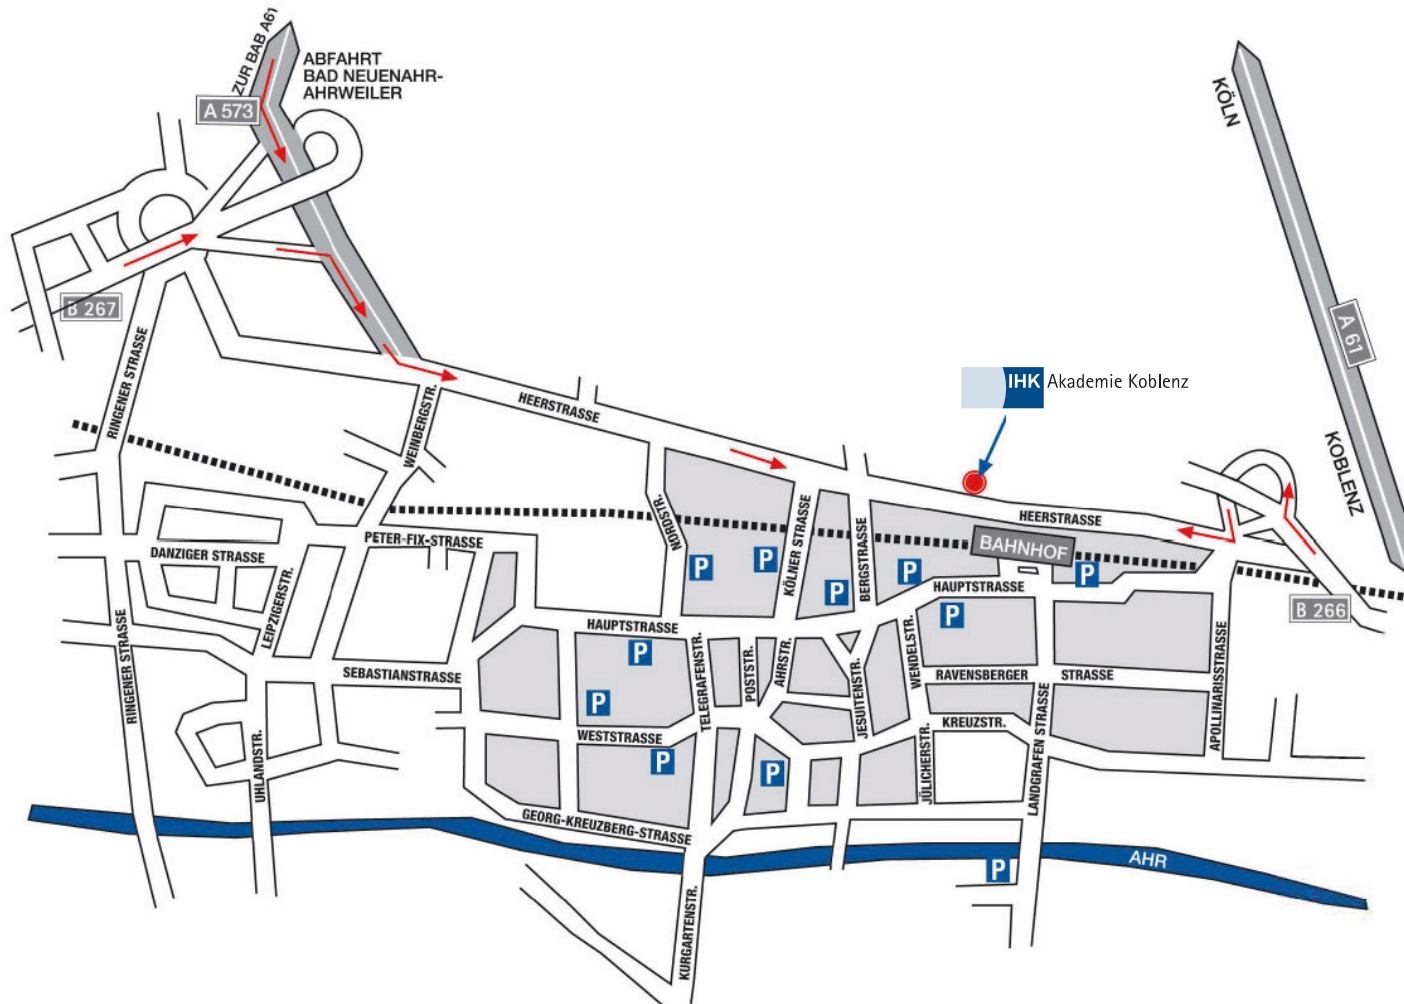 ZUR BAB A61
ABFAHRT
BAD NEUENAHR-
AHRWEILER
A 573
KÖLN
B 267
A 61
RINGENER STRASSE
WEINBERGSTR.
HEERSTRASSE
IHK Akademie Koblenz
KOBLENZ
NORDSTR.
KÖLNER STRASSE
BERGSTRASSE
HEERSTRASSE
BAHNHOF
PETER-FIX-STRASSE
DANZIGER STRASSE
LEIPZIGERSTR.
P
P
P
P
P
HAUPTSTRASSE
B 266
P
HAUPTSTRASSE
RINGENER STRASSE
SEBASTIANSTRASSE
P
P
TELEGRAFENSTR.
POSTSTR.
AHRSTR.
JESUITENSTR.
WENDELSTR.
RAVENSBERGER
STRASSE
APOLLINARISSTRASSE
KREUZSTR.
WESTSTRASSE
UHLANDSTR.
P
P
JÜLICHERSTR.
LANDGRAFEN STRASSE
GEORG-KREUZBERG-STRASSE
AHR
P
KURGARTENSTR.